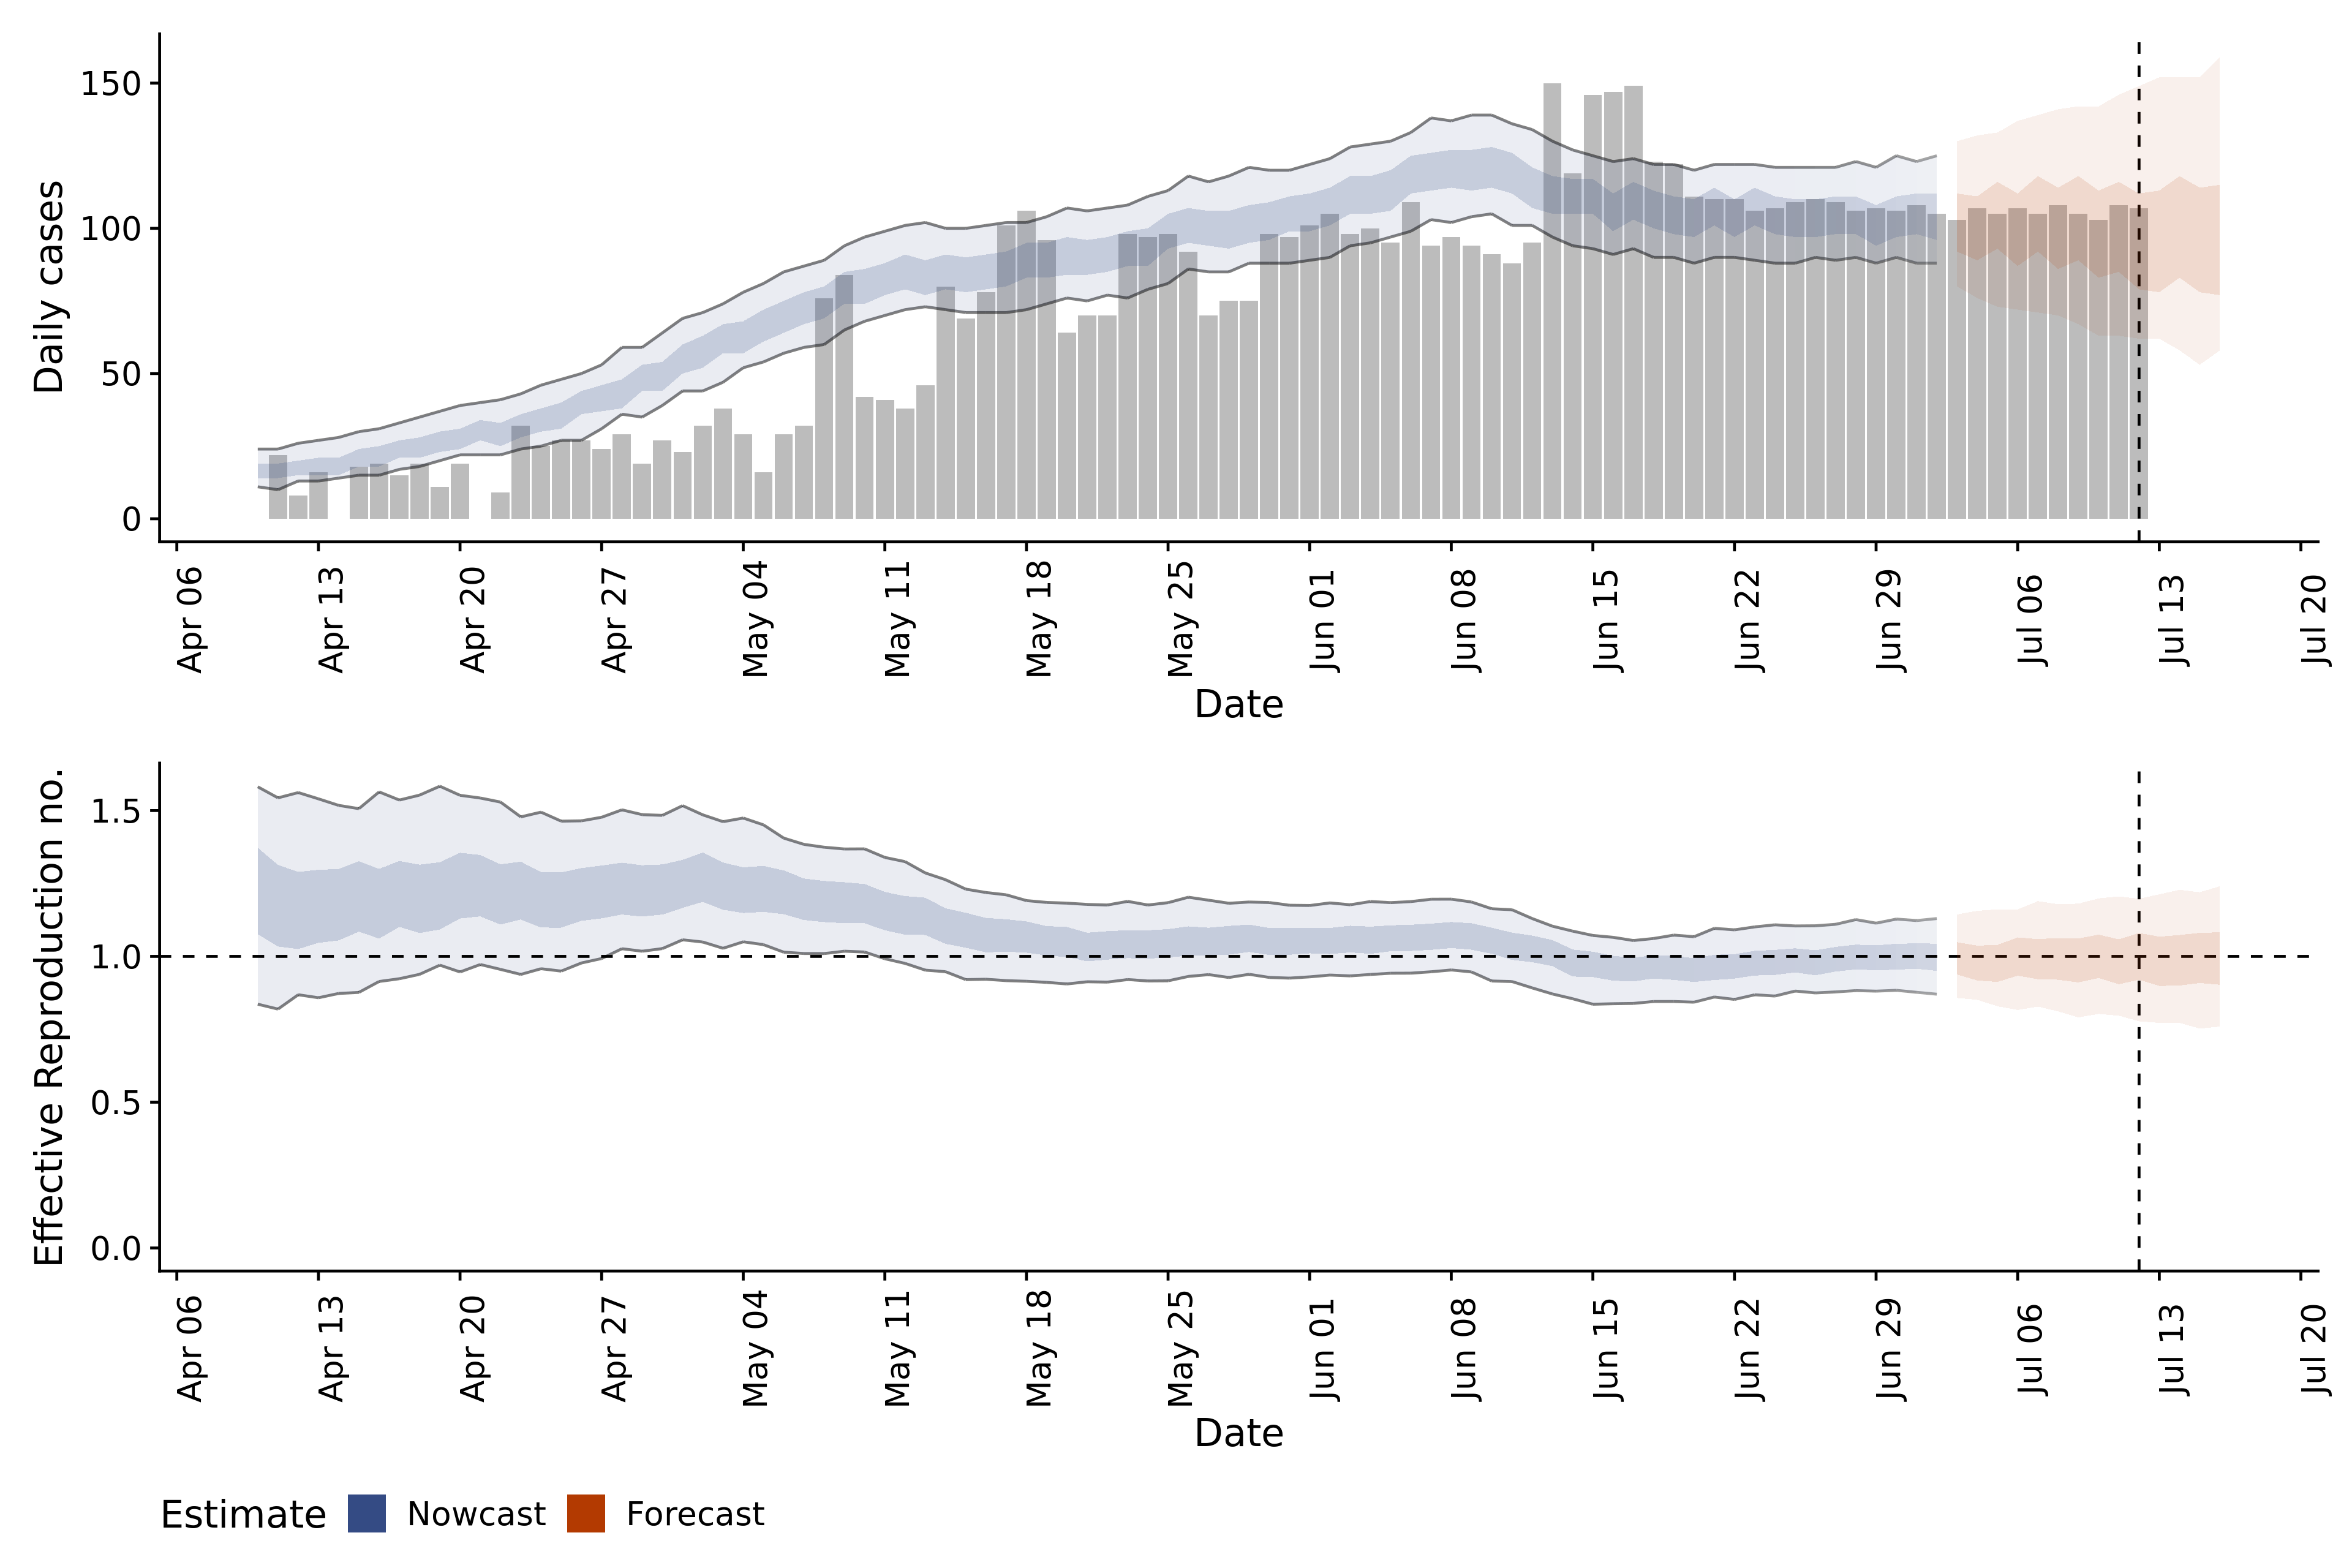 Daily cases
150
100
50
0
Apr 06
Apr 13
Apr 20
Apr 27
May 04
May 11
May 18
May 25
Jun 01
Jun 08
Jun 15
Jun 22
Jun 29
Jul 06
Jul 13
Jul 20
Date
Effective Reproduction no.
1.5
1.0
0.5
0.0
Apr 06
Apr 13
Apr 20
Apr 27
May 04
May 11
May 18
May 25
Jun 01
Jun 08
Jun 15
Jun 22
Jun 29
Jul 06
Jul 13
Jul 20
Date
Estimate Nowcast Forecast